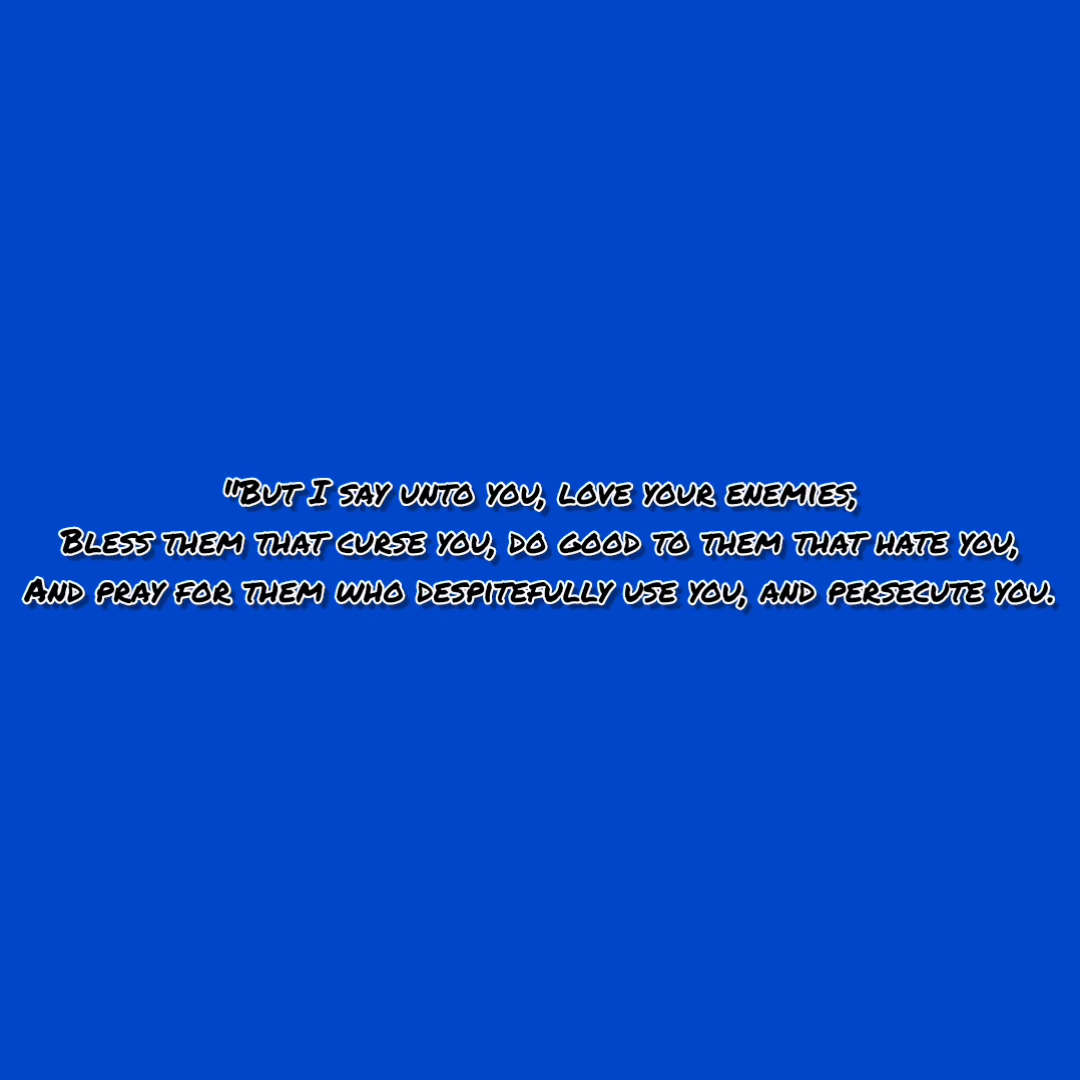 "But I say unto you, love your enemies,
Bless them that curse you, do good to them that hate you,
And pray for them who despitefully use you, and persecute you.